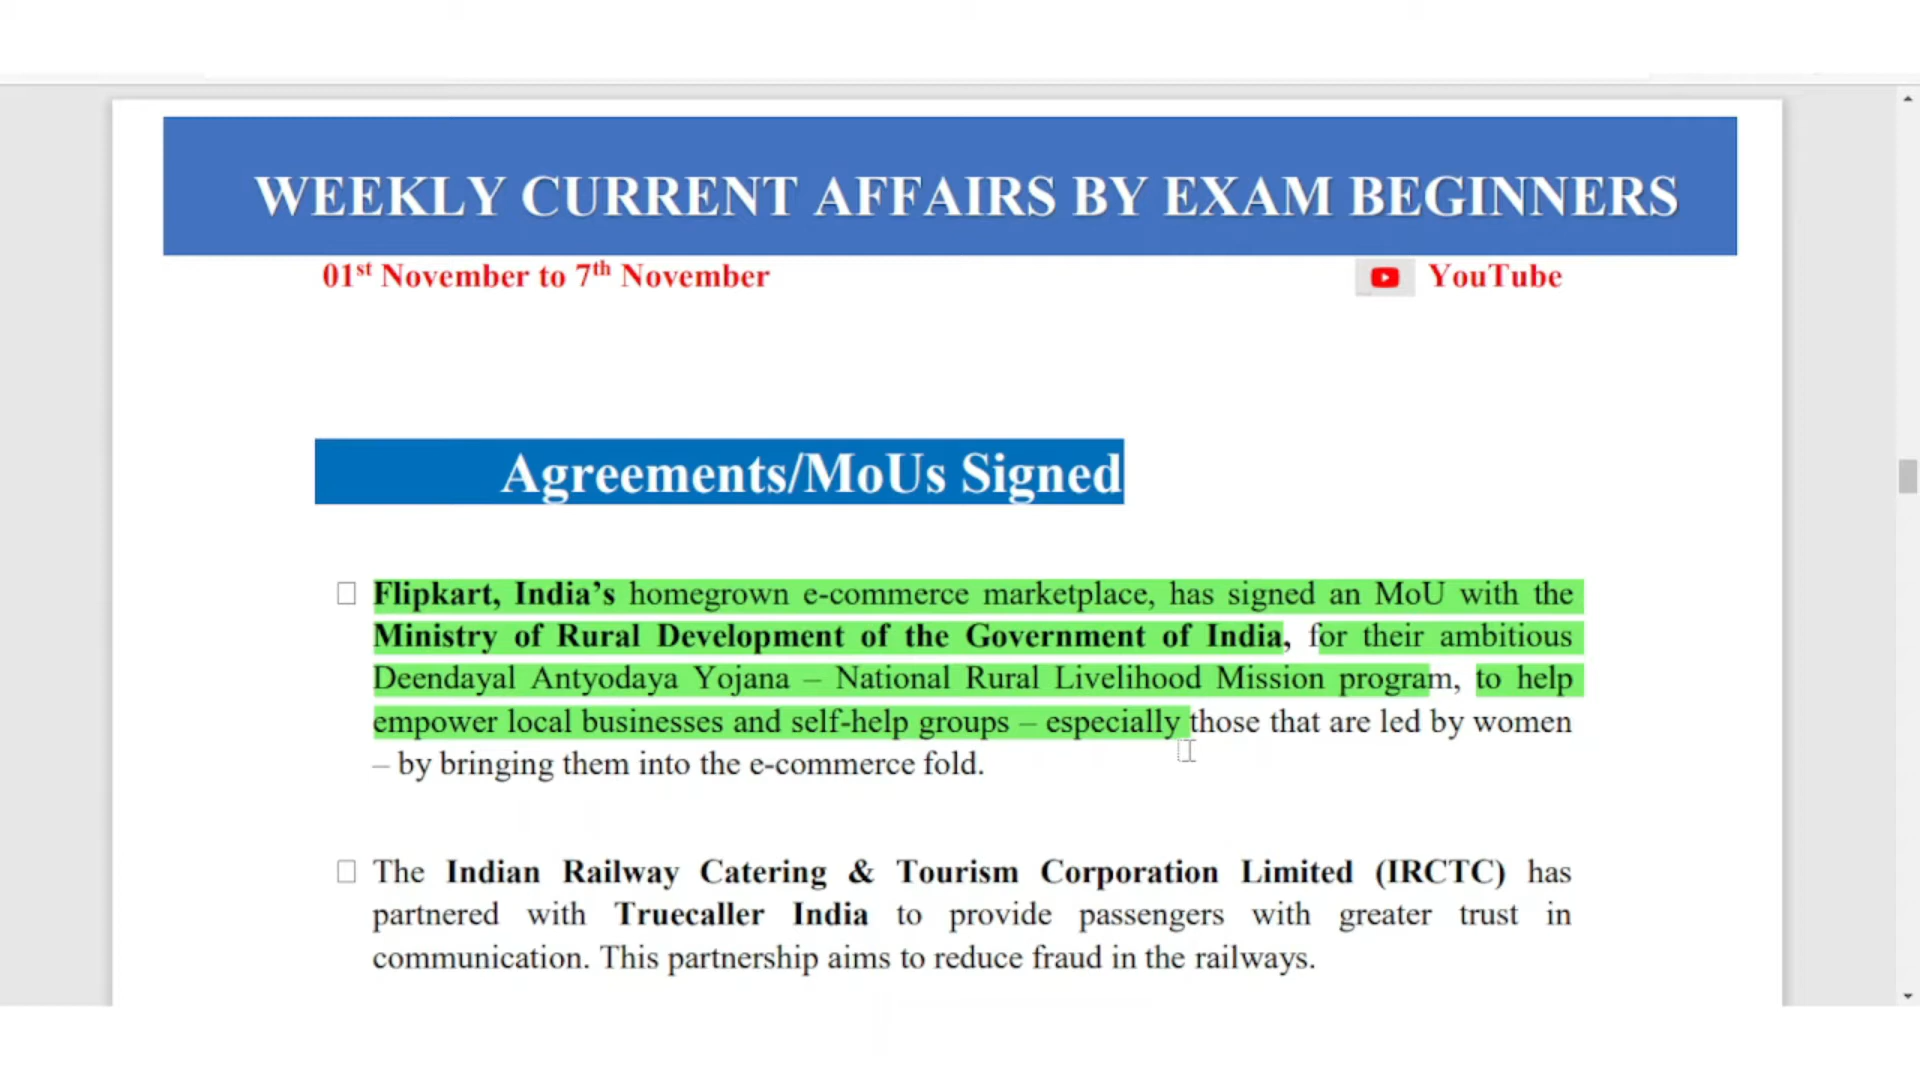 WEEKLY CURRENT AFFAIRS BY EXAM BEGINNERS
01st November to 7th November
YouTube
Agreements/MoUs Signed
Flipkart, India’s homegrown e-commerce marketplace, has signed an MoU with the
Ministry of Rural Development of the Government of India, for their ambitious
Deendayal Antyodaya Yojana – National Rural Livelihood Mission program, to help
empower local businesses and self-help groups – especially those that are led by women
– by bringing them into the e-commerce fold.
The Indian Railway Catering & Tourism Corporation Limited (IRCTC) has
partnered with Truecaller India to provide passengers with greater trust in
communication. This partnership aims to reduce fraud in the railways.